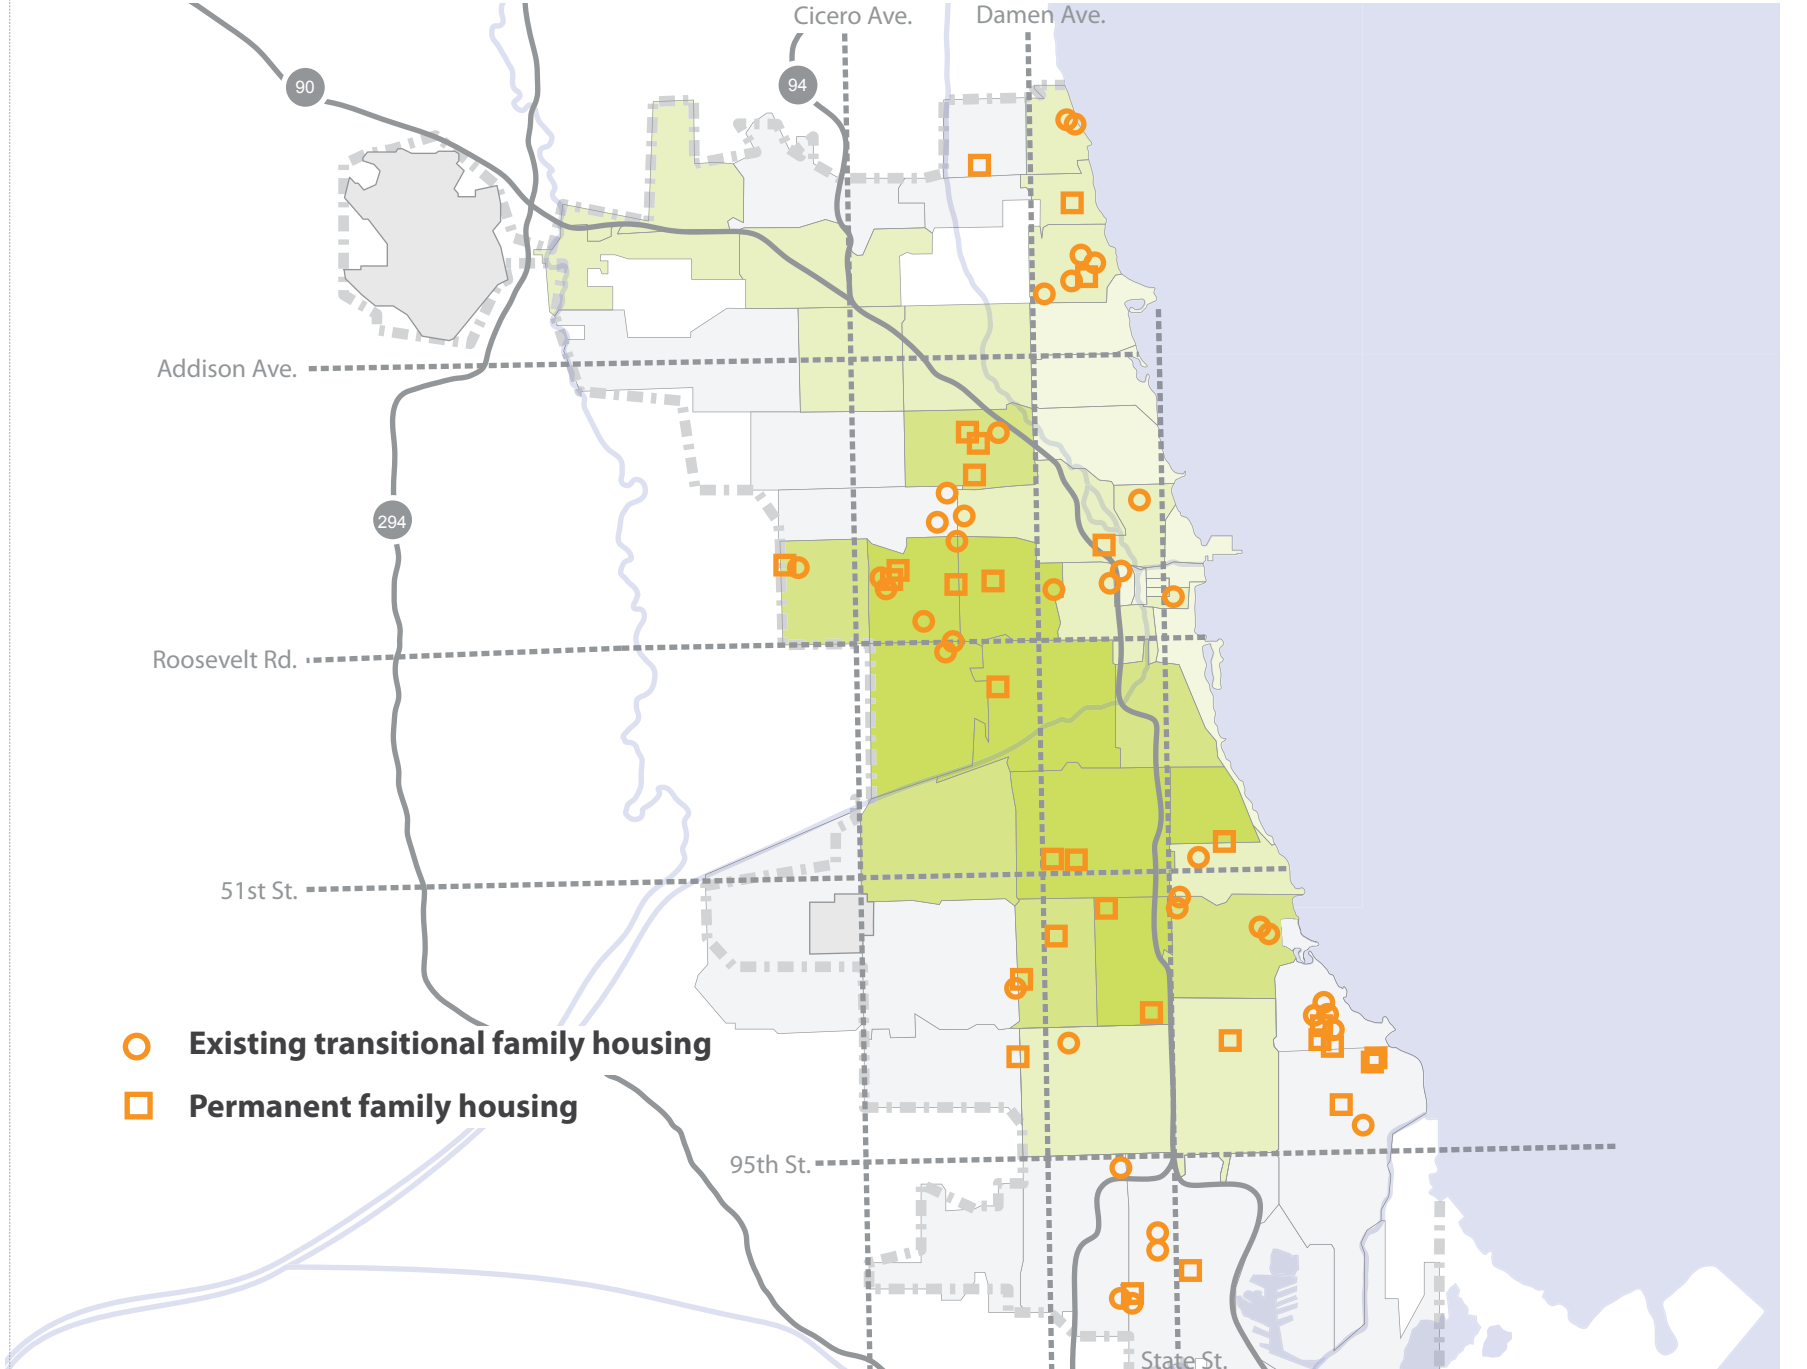 Cicero Ave.
Damen Ave.
90
94
Addison Ave.
294
Roosevelt Rd.
51st St.
Existing transitional family housing
Permanent family housing
95th St.
State St.